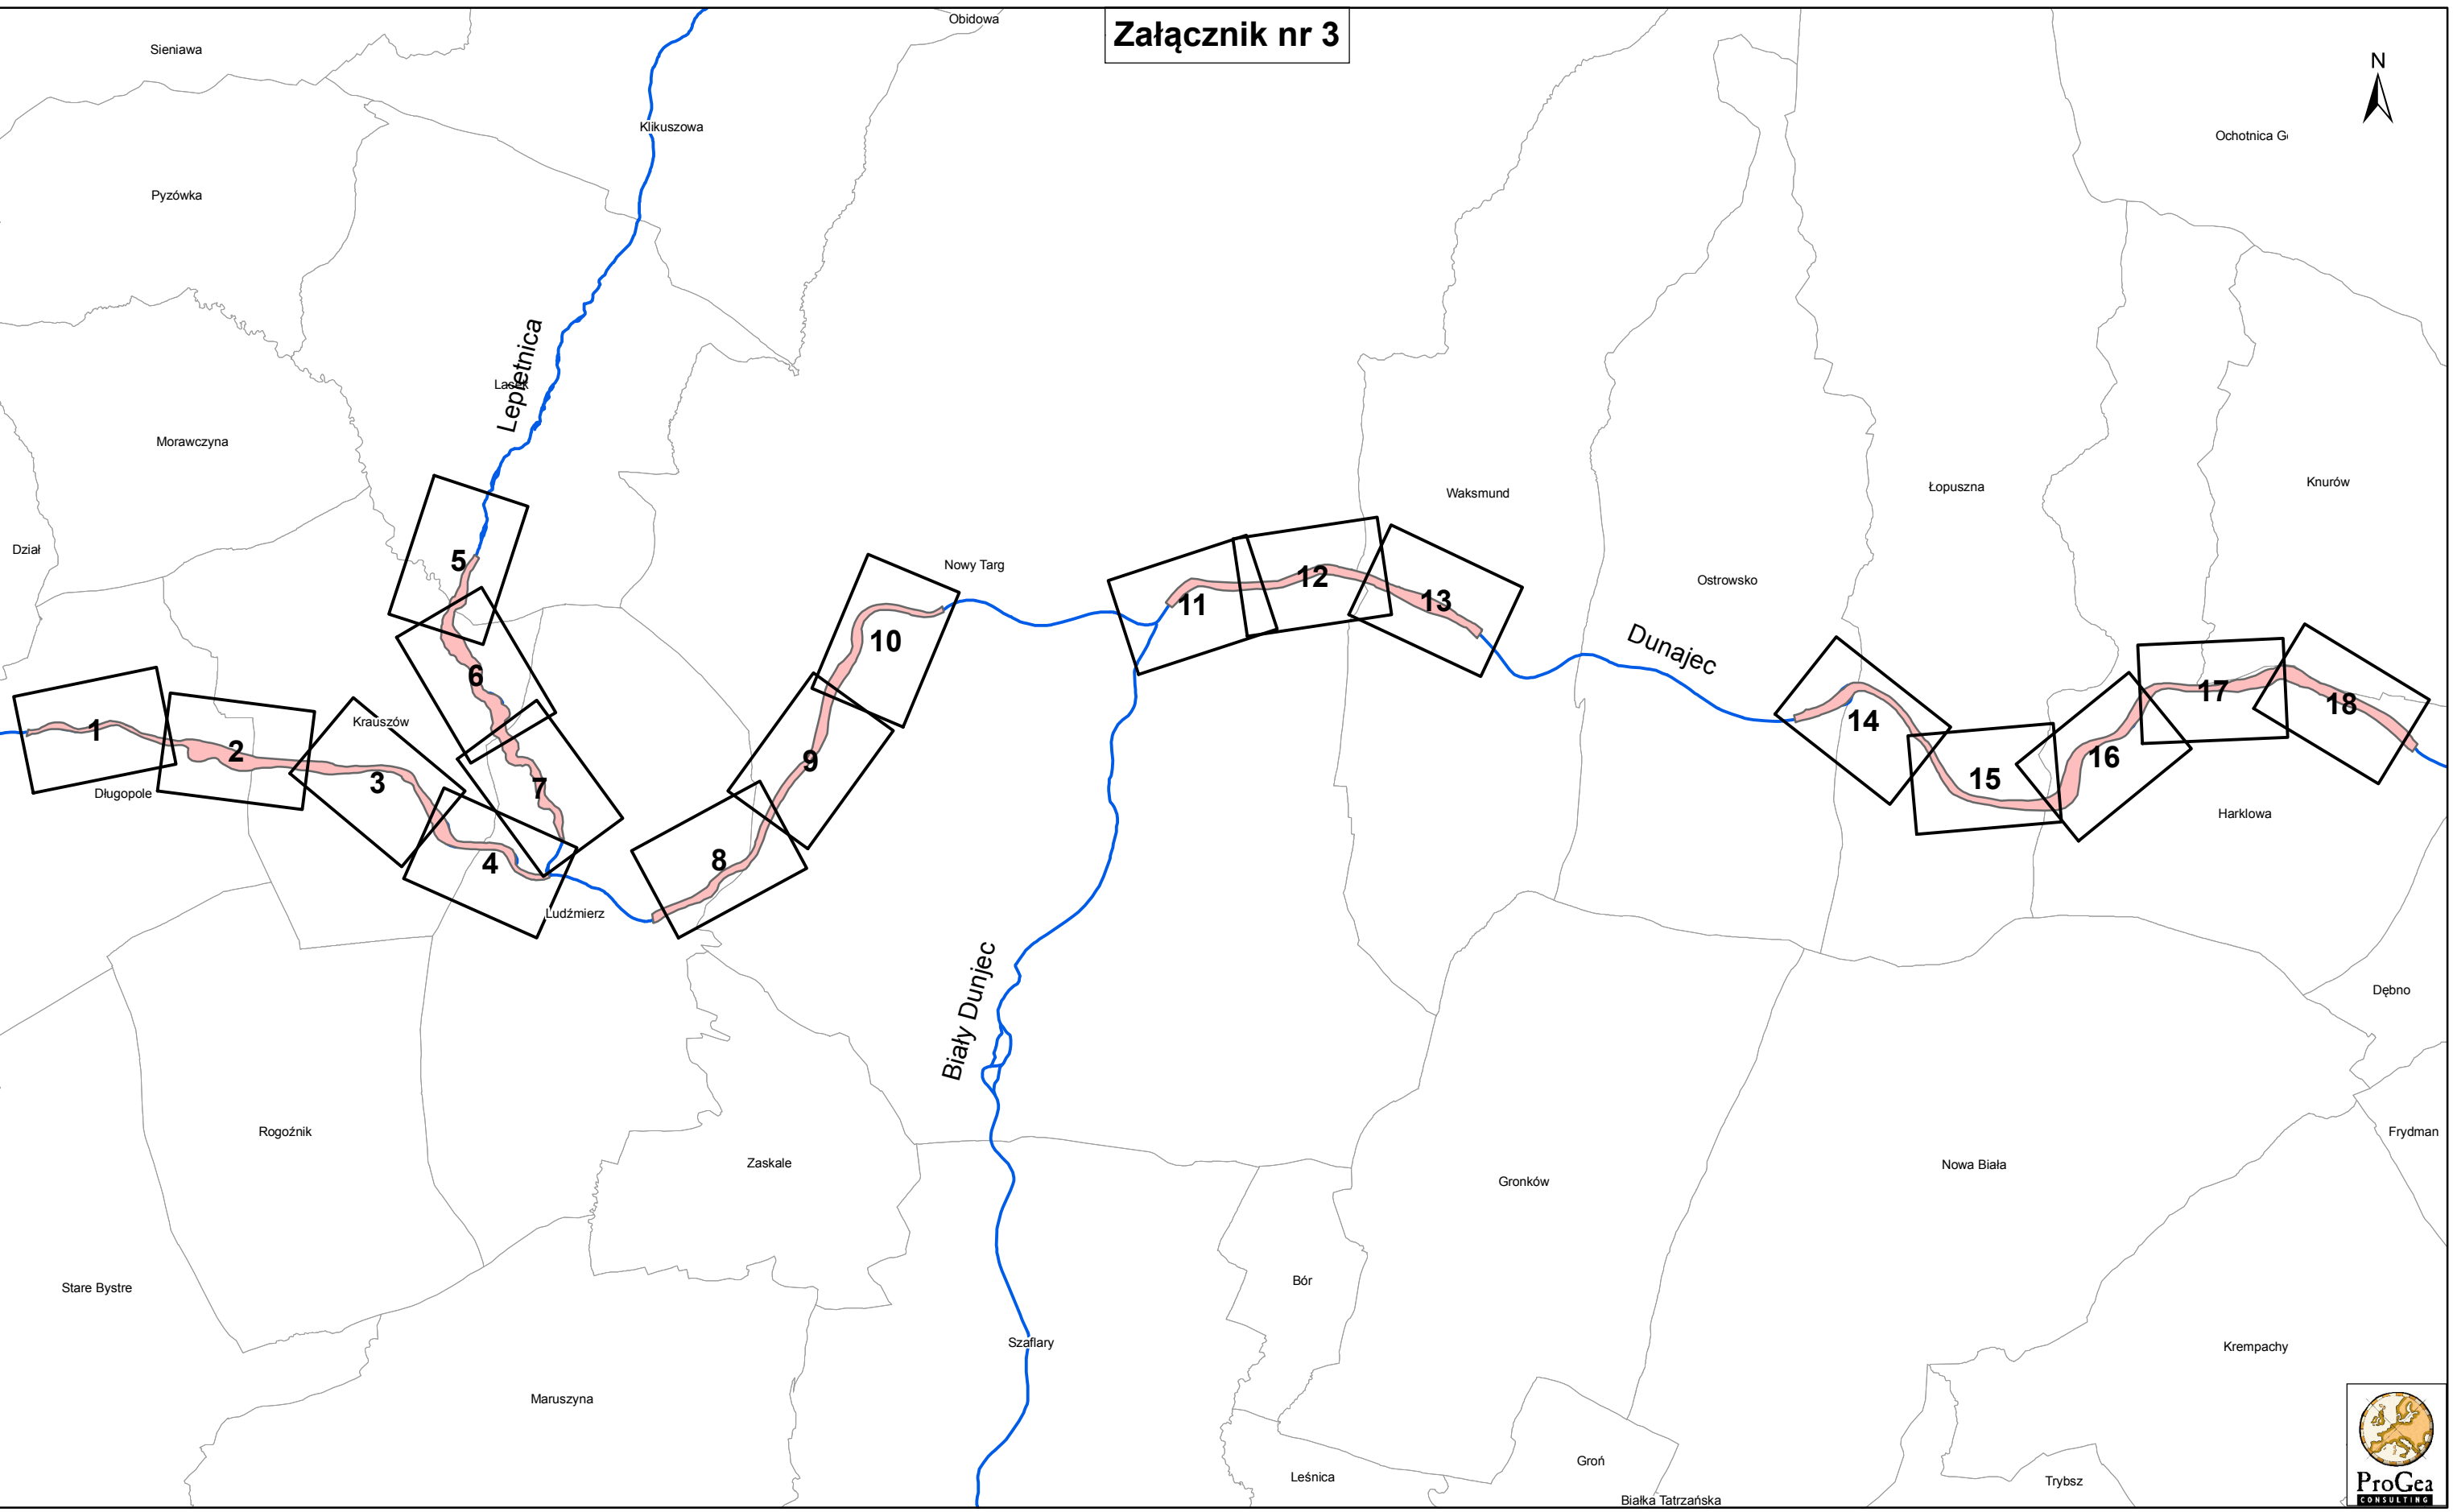 Załącznik nr 3
Obidowa
Sieniawa
N
Klikuszowa
Ochotnica G
Pyzówka
Lepietnica
Lasek
Morawczyna
Waksmund
Łopuszna
Knurów
Dział
5
Nowy Targ
Ostrowsko
12
11
13
10
6
Dunajec
17
18
Krauszów
14
1
2
9
16
3
7
15
Długopole
Harklowa
8
4
Ludźmierz
Biały Dunjec
Dębno
Rogoźnik
Frydman
Zaskale
Nowa Biała
Gronków
Stare Bystre
Bór
Szaflary
Krempachy
Maruszyna
Groń
Leśnica
Trybsz
Białka Tatrzańska
ProGea
CONSULTING